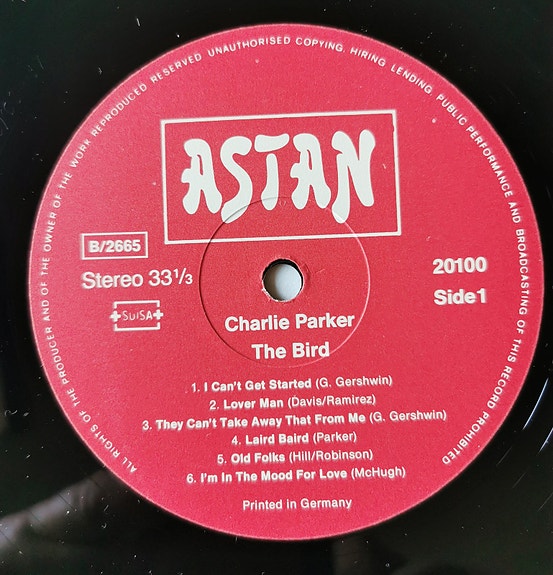 ALL RIGHTS OF THE PRODUCER AND OF THE OWNER OF THE WORK REPRODUCED RESERVED UNAUTHORISED COPYING. HIRING. LENDING. PUBLIC PERFORMANCE AND BROADCASTING OF THIS RECORD PROHIBITED
ASTAN
B/2665
Stereo 33⅓
SUISA
20100
Side1
Charlie Parker
The Bird
1. I Can't Get Started (G. Gershwin)
2. Lover Man (Davis/Ramirez)
3. They Can't Take Away That From Me (G. Gershwin)
4. Laird Baird (Parker)
5. Old Folks (Hill/Robinson)
6. I'm In The Mood For Love (McHugh)
Printed in Germany